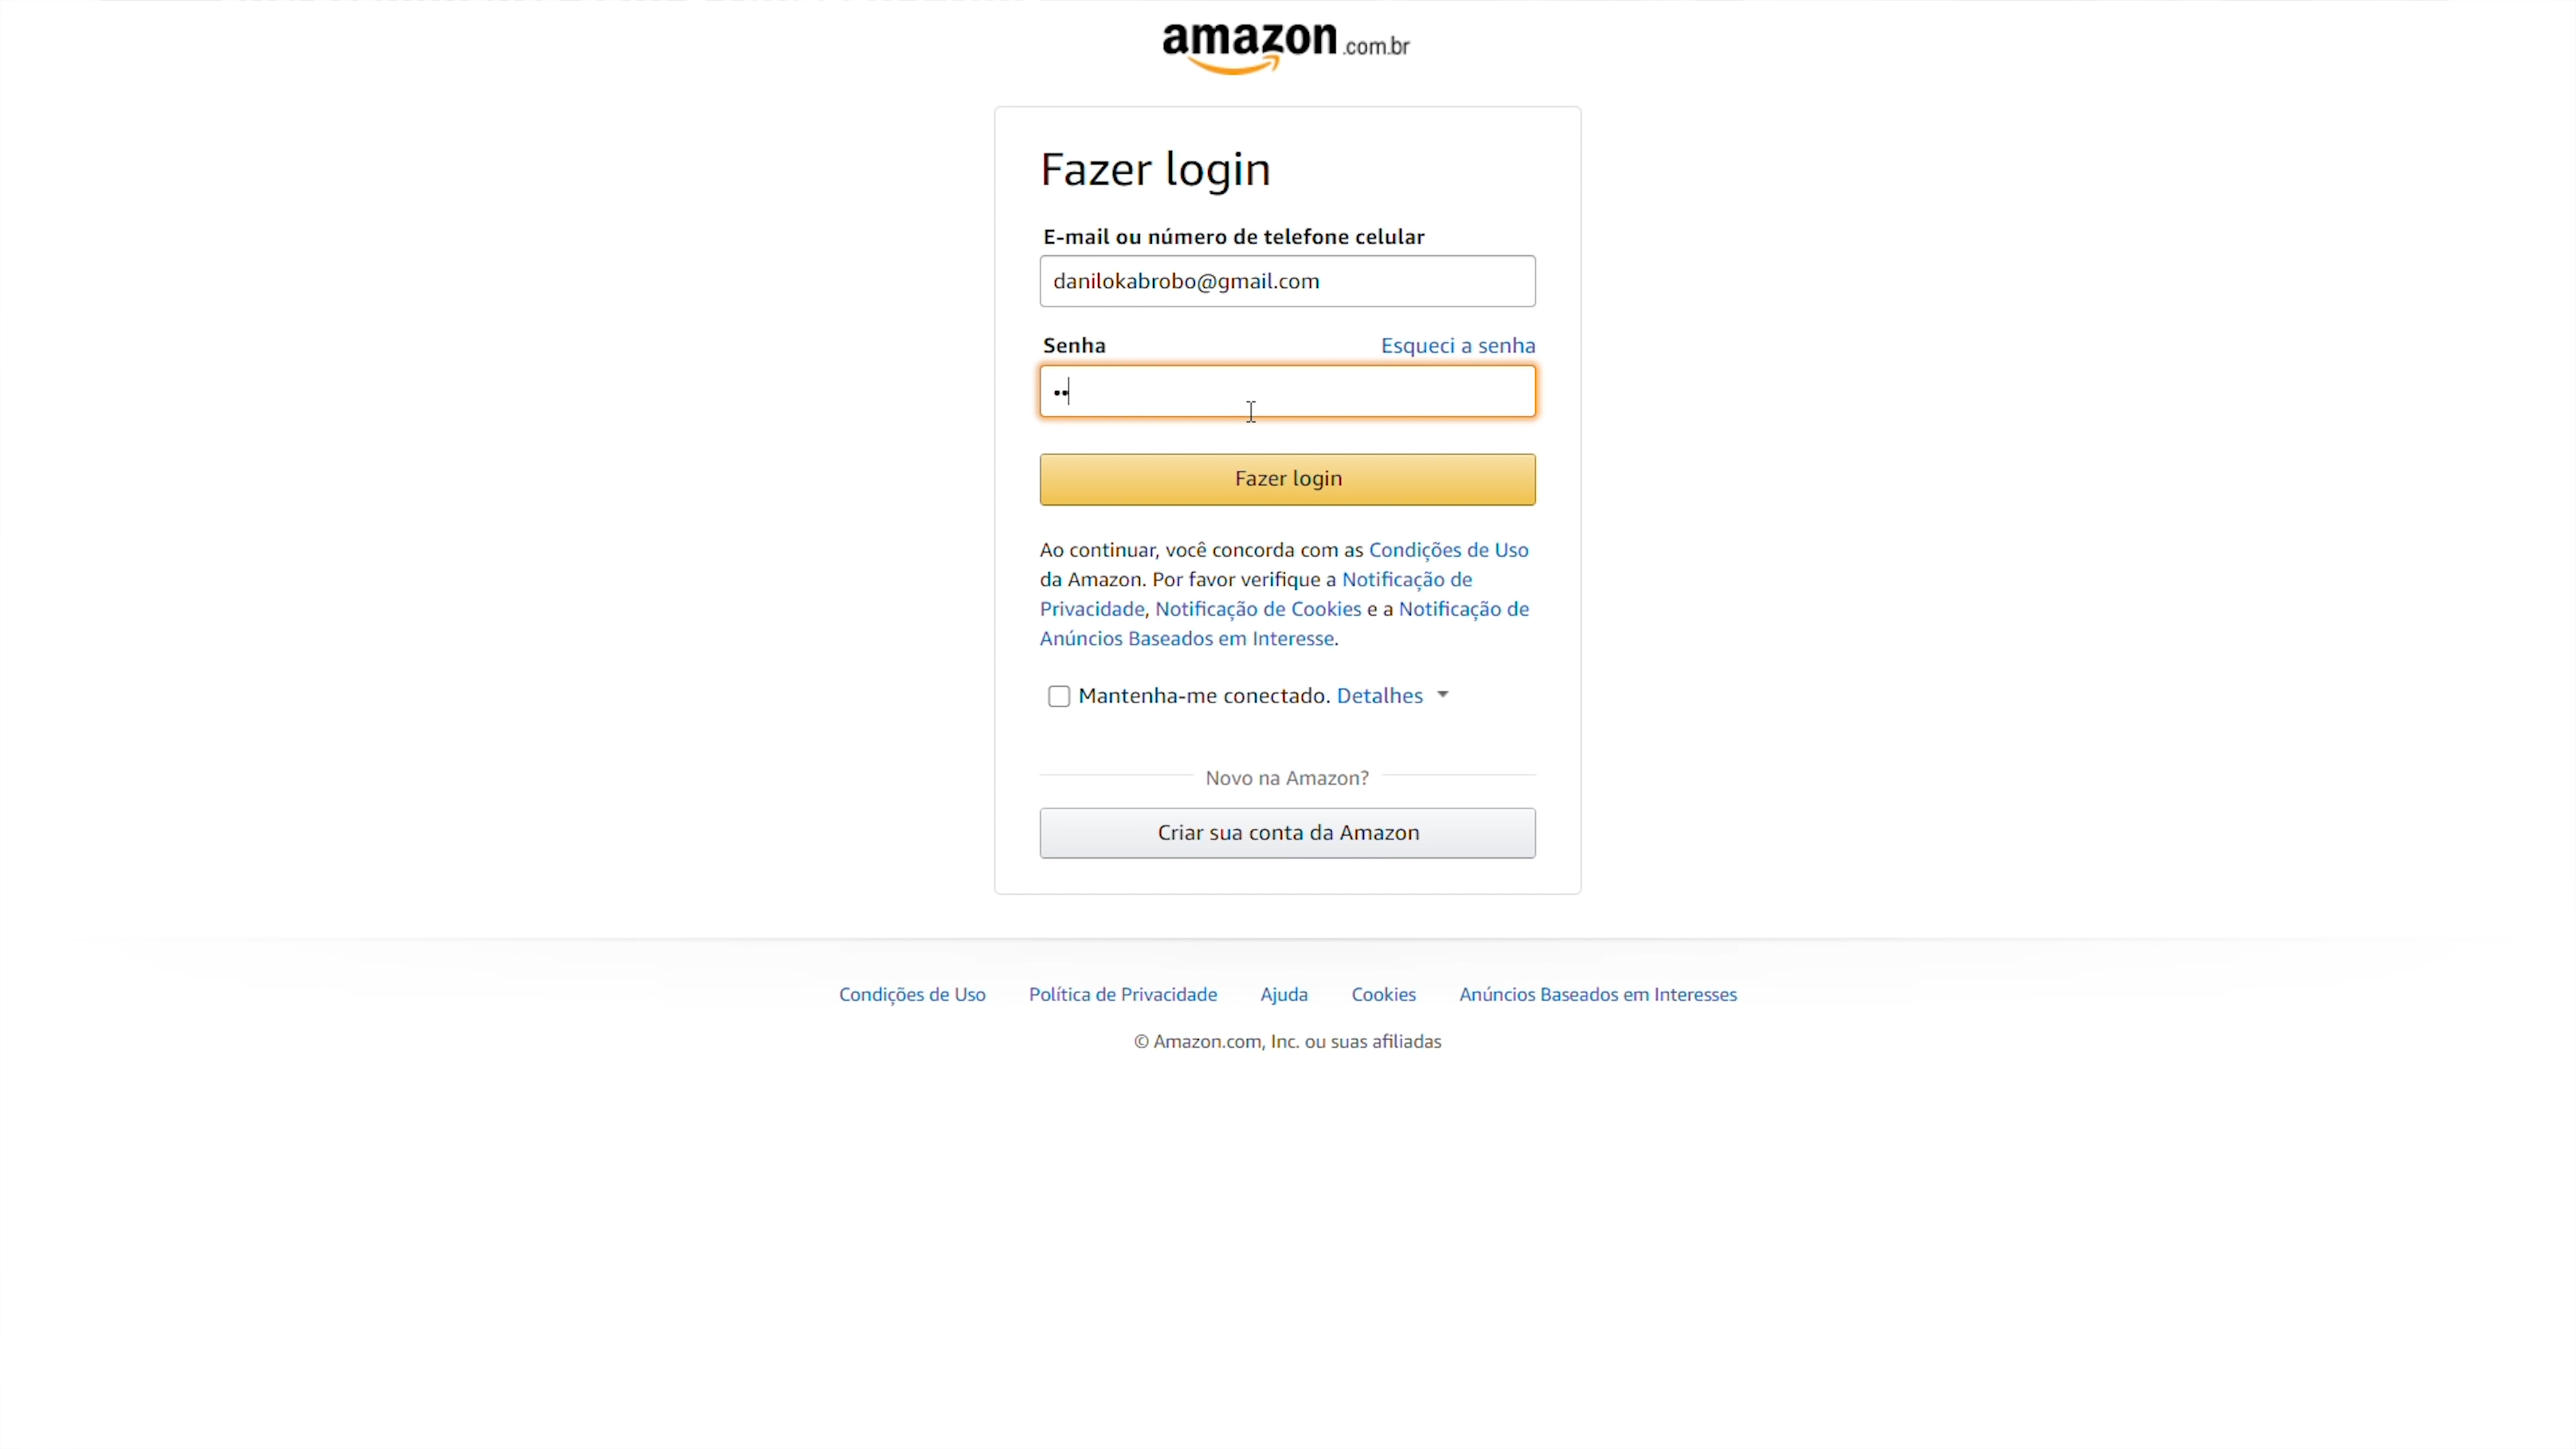 amazon.com.br
Fazer login
E-mail ou número de telefone celular
danilokabrobo@gmail.com
Senha Esqueci a senha
••
Fazer login
Ao continuar, você concorda com as Condições de Uso
da Amazon. Por favor verifique a Notificação de
Privacidade, Notificação de Cookies e a Notificação de
Anúncios Baseados em Interesse.
Mantenha-me conectado. Detalhes
Novo na Amazon?
Criar sua conta da Amazon
Condições de Uso Política de Privacidade Ajuda Cookies Anúncios Baseados em Interesses
© Amazon.com, Inc. ou suas afiliadas